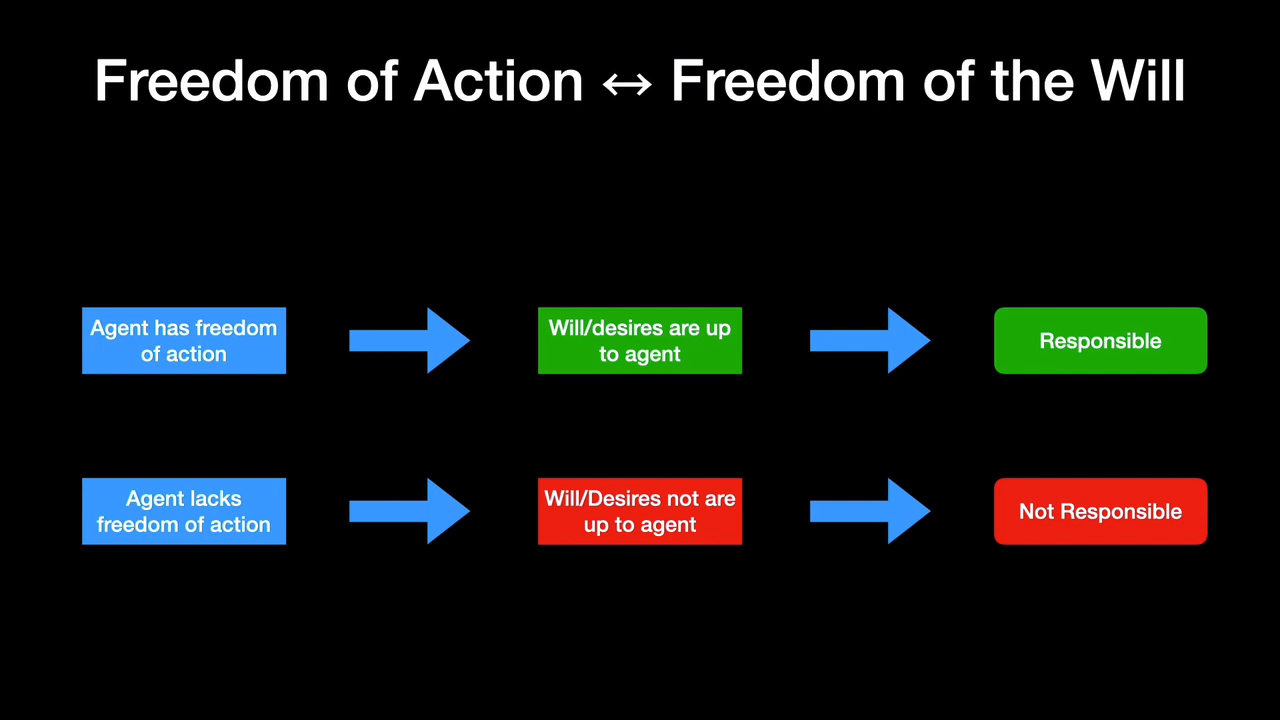 Freedom of Action ↔ Freedom of the Will
Agent has freedom
of action
Will/desires are up
to agent
Responsible
Agent lacks
freedom of action
Will/Desires not are
up to agent
Not Responsible